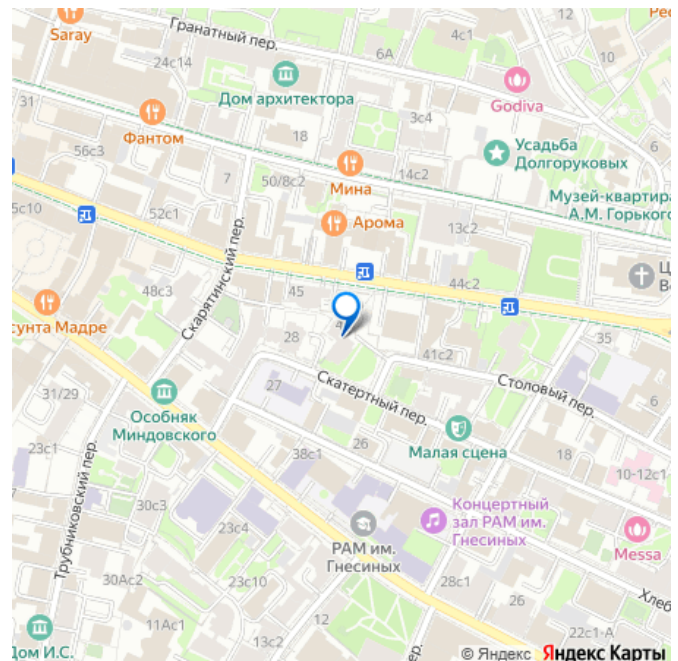 Saray
24с14
Гранатный пер.
6А
4с1
12
10
Дом архитектора
Godiva
31
Фантом
18
3с4
Усадьба
Долгоруковых
6
56с3
7
50/8с2
Мина
14с2
Музей-квартира
А.М. Горького
5с10
52с1
Арома
13с2
Скарятинский пер.
48с3
45
44с2
сунта Мадре
28
41с2
35
Столовый пер.
31/29
27
Скатертный пер.
6
Особняк
Миндовского
Малая сцена
23с1
38с1
26
18
10-12с1
Трубниковский пер.
30с3
23с4
РАМ им.
Гнесиных
Концертный
зал РАМ им.
Гнесиных
Messa
30Ас2
23с10
28с1
26
Хлеб
11Ас1
12
13с2
22с1-А
Дом И.С.
й пер.
© Яндекс Яндекс Карты